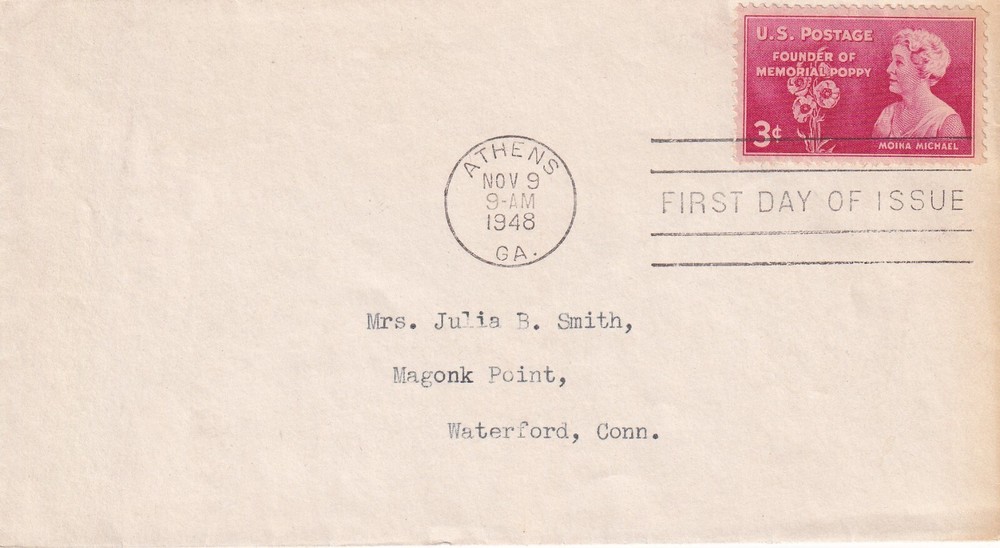 U.S. POSTAGE
FOUNDER OF
MEMORIAL POPPY
3¢
MOINA MICHAEL
ATHENS
NOV 9
9-AM
1948
GA.
FIRST DAY OF ISSUE
Mrs. Julia B. Smith,
Magonk Point,
Waterford, Conn.